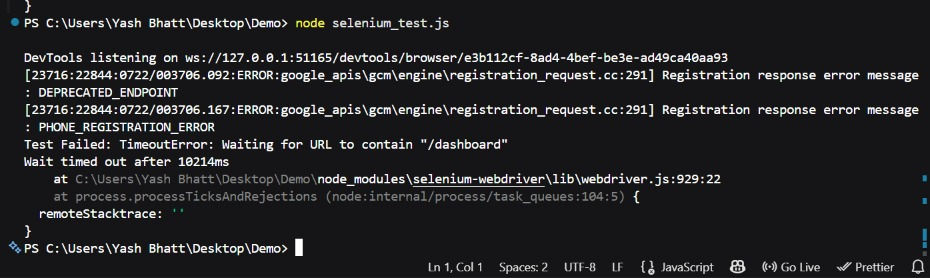 }
PS C:\Users\Yash Bhatt\Desktop\Demo> node selenium_test.js
DevTools listening on ws://127.0.0.1:51165/devtools/browser/e3b112cf-8ad4-4bef-be3e-ad49ca40aa93
[23716:22844:0722/003706.092:ERROR:google_apis\gcm\engine\registration_request.cc:291] Registration response error message
: DEPRECATED_ENDPOINT
[23716:22844:0722/003706.167:ERROR:google_apis\gcm\engine\registration_request.cc:291] Registration response error message
: PHONE_REGISTRATION_ERROR
Test Failed: TimeoutError: Waiting for URL to contain "/dashboard"
Wait timed out after 10214ms
    at C:\Users\Yash Bhatt\Desktop\Demo\node_modules\selenium-webdriver\lib\webdriver.js:929:22
    at process.processTicksAndRejections (node:internal/process/task_queues:104:5) {
  remoteStacktrace: ''
}
PS C:\Users\Yash Bhatt\Desktop\Demo>
Ln 1, Col 1 Spaces: 2 UTF-8 LF {} JavaScript Go Live Prettier